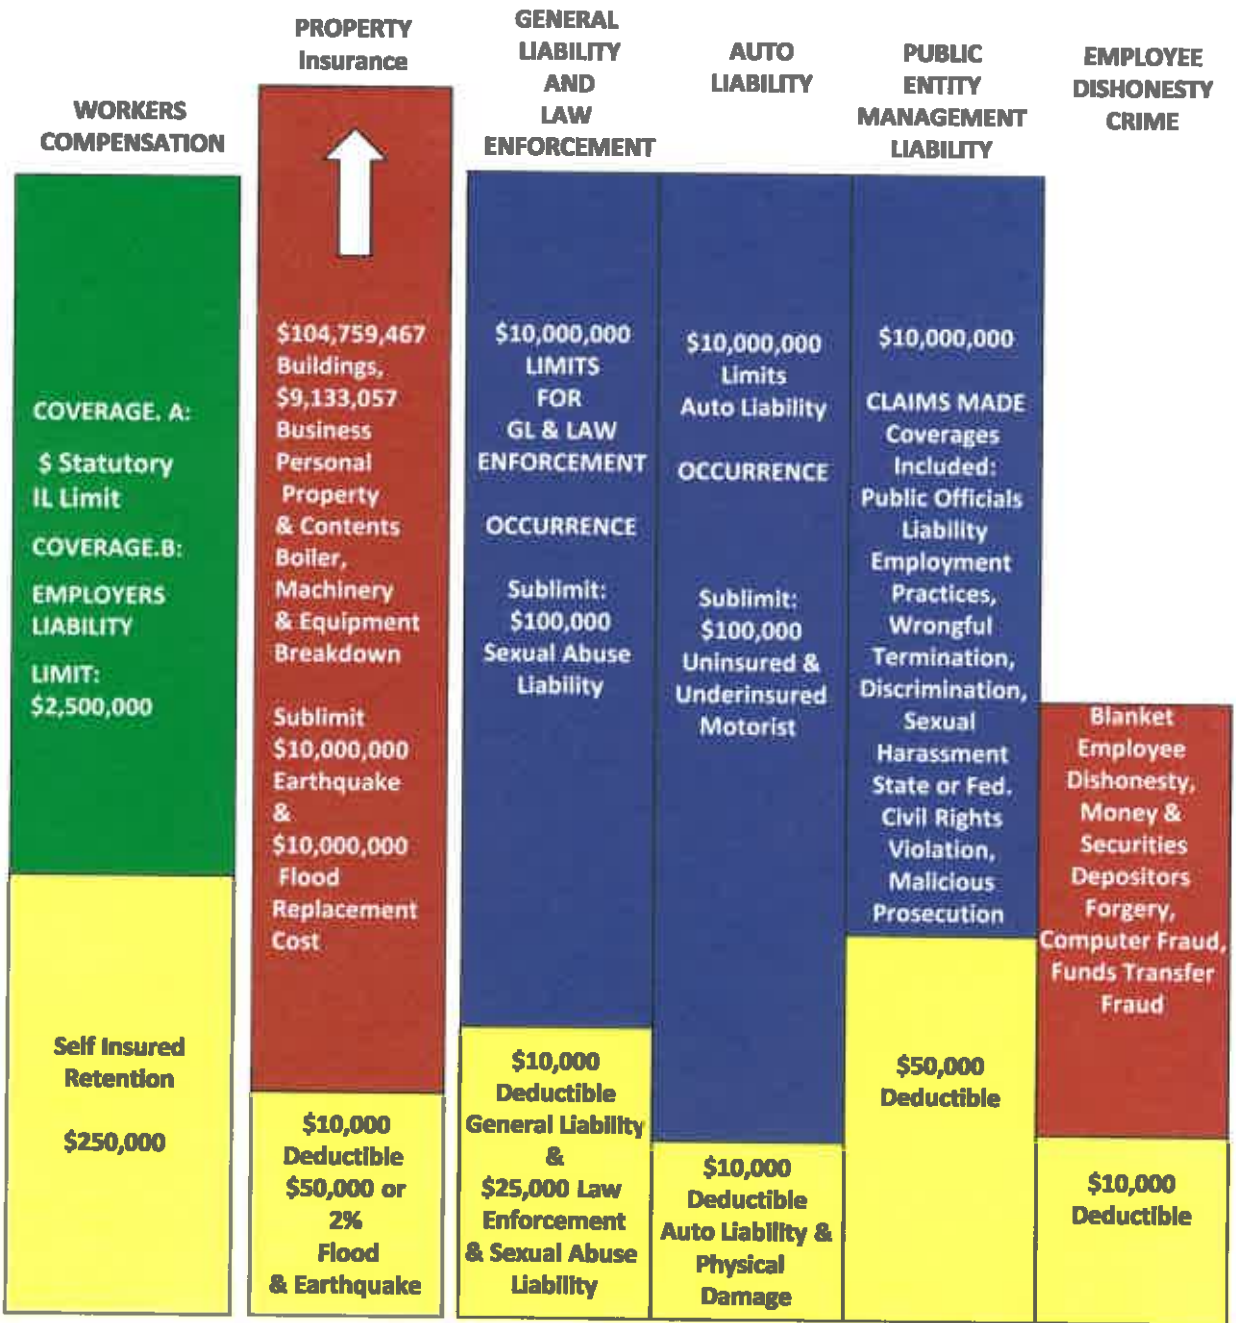 WORKERS
COMPENSATION
COVERAGE. A:
$ Statutory
IL Limit
COVERAGE.B:
EMPLOYERS
LIABILITY
LIMIT:
$2,500,000
Self Insured
Retention
$250,000
PROPERTY
Insurance
$104,759,467
Buildings,
$9,133,057
Business
Personal
Property
& Contents
Boiler,
Machinery
& Equipment
Breakdown
Sublimit
$10,000,000
Earthquake
&
$10,000,000
Flood
Replacement
Cost
$10,000
Deductible
$50,000 or
2%
Flood
& Earthquake
GENERAL
LIABILITY
AND
LAW
ENFORCEMENT
$10,000,000
LIMITS
FOR
GL & LAW
ENFORCEMENT
OCCURRENCE
Sublimit:
$100,000
Sexual Abuse
Liability
$10,000
Deductible
General Liability
&
$25,000 Law
Enforcement
& Sexual Abuse
Liability
AUTO
LIABILITY
$10,000,000
Limits
Auto Liability
OCCURRENCE
Sublimit:
$100,000
Uninsured &
Underinsured
Motorist
$10,000
Deductible
Auto Liability &
Physical
Damage
PUBLIC
ENTITY
MANAGEMENT
LIABILITY
$10,000,000
CLAIMS MADE
Coverages
Included:
Public Officials
Liability
Employment
Practices,
Wrongful
Termination,
Discrimination,
Sexual
Harassment
State or Fed.
Civil Rights
Violation,
Malicious
Prosecution
$50,000
Deductible
EMPLOYEE
DISHONESTY
CRIME
Blanket
Employee
Dishonesty,
Money &
Securities
Depositors
Forgery,
Computer Fraud,
Funds Transfer
Fraud
$10,000
Deductible